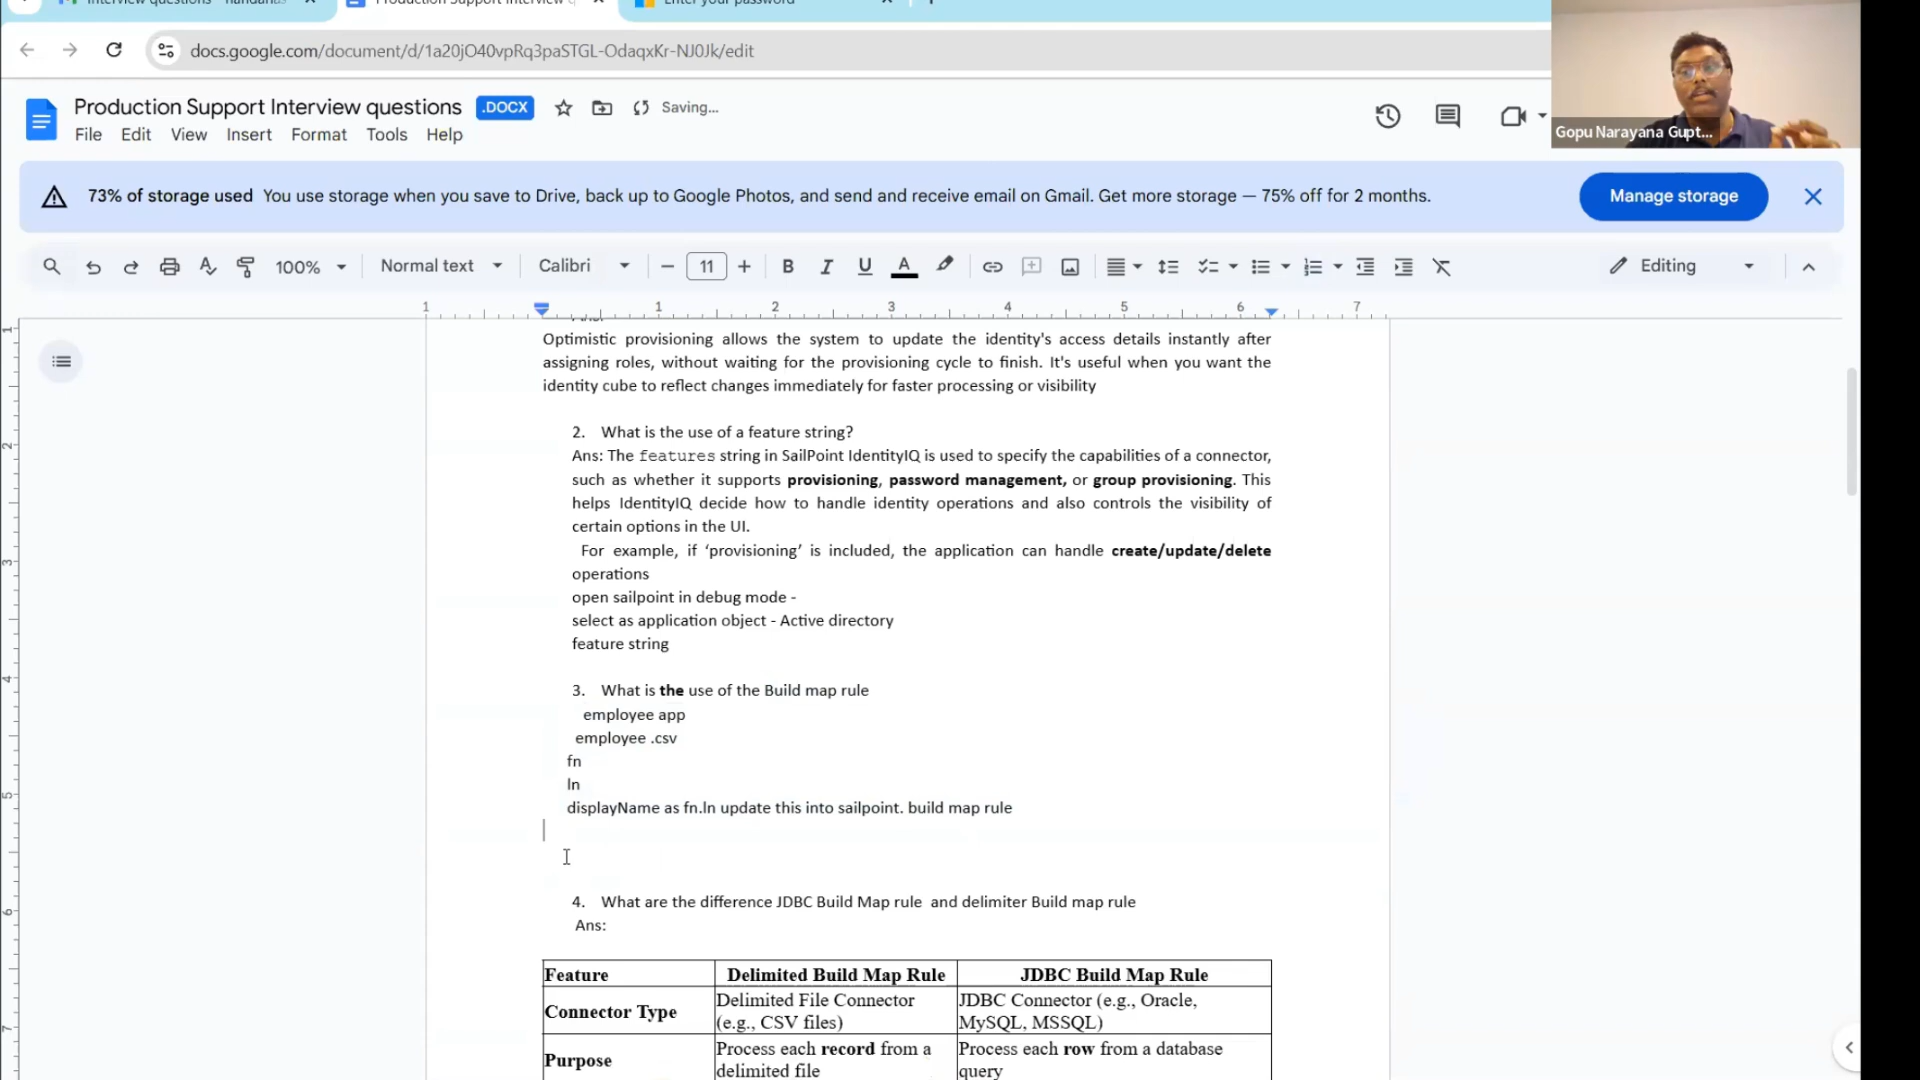 docs.google.com/document/d/1a20jO40vpRq3paSTGL-OdaqxKr-NJ0Jk/edit
Gopu Narayana Gupt...
Production Support Interview questions .DOCX Saving...
File Edit View Insert Format Tools Help
73% of storage used You use storage when you save to Drive, back up to Google Photos, and send and receive email on Gmail. Get more storage — 75% off for 2 months.
Manage storage
100% Normal text Calibri 11 Editing
1 1 2 3 4 5 6 7
Optimistic provisioning allows the system to update the identity's access details instantly after
assigning roles, without waiting for the provisioning cycle to finish. It's useful when you want the
identity cube to reflect changes immediately for faster processing or visibility
2. What is the use of a feature string?
Ans: The features string in SailPoint IdentityIQ is used to specify the capabilities of a connector,
such as whether it supports provisioning, password management, or group provisioning. This
helps IdentityIQ decide how to handle identity operations and also controls the visibility of
certain options in the UI.
For example, if ‘provisioning’ is included, the application can handle create/update/delete
operations
open sailpoint in debug mode -
select as application object - Active directory
feature string
3. What is the use of the Build map rule
employee app
employee .csv
fn
ln
displayName as fn.ln update this into sailpoint. build map rule
4. What are the difference JDBC Build Map rule and delimiter Build map rule
Ans:
Feature Delimited Build Map Rule JDBC Build Map Rule
Connector Type Delimited File Connector (e.g., CSV files) JDBC Connector (e.g., Oracle, MySQL, MSSQL)
Purpose Process each record from a delimited file Process each row from a database query